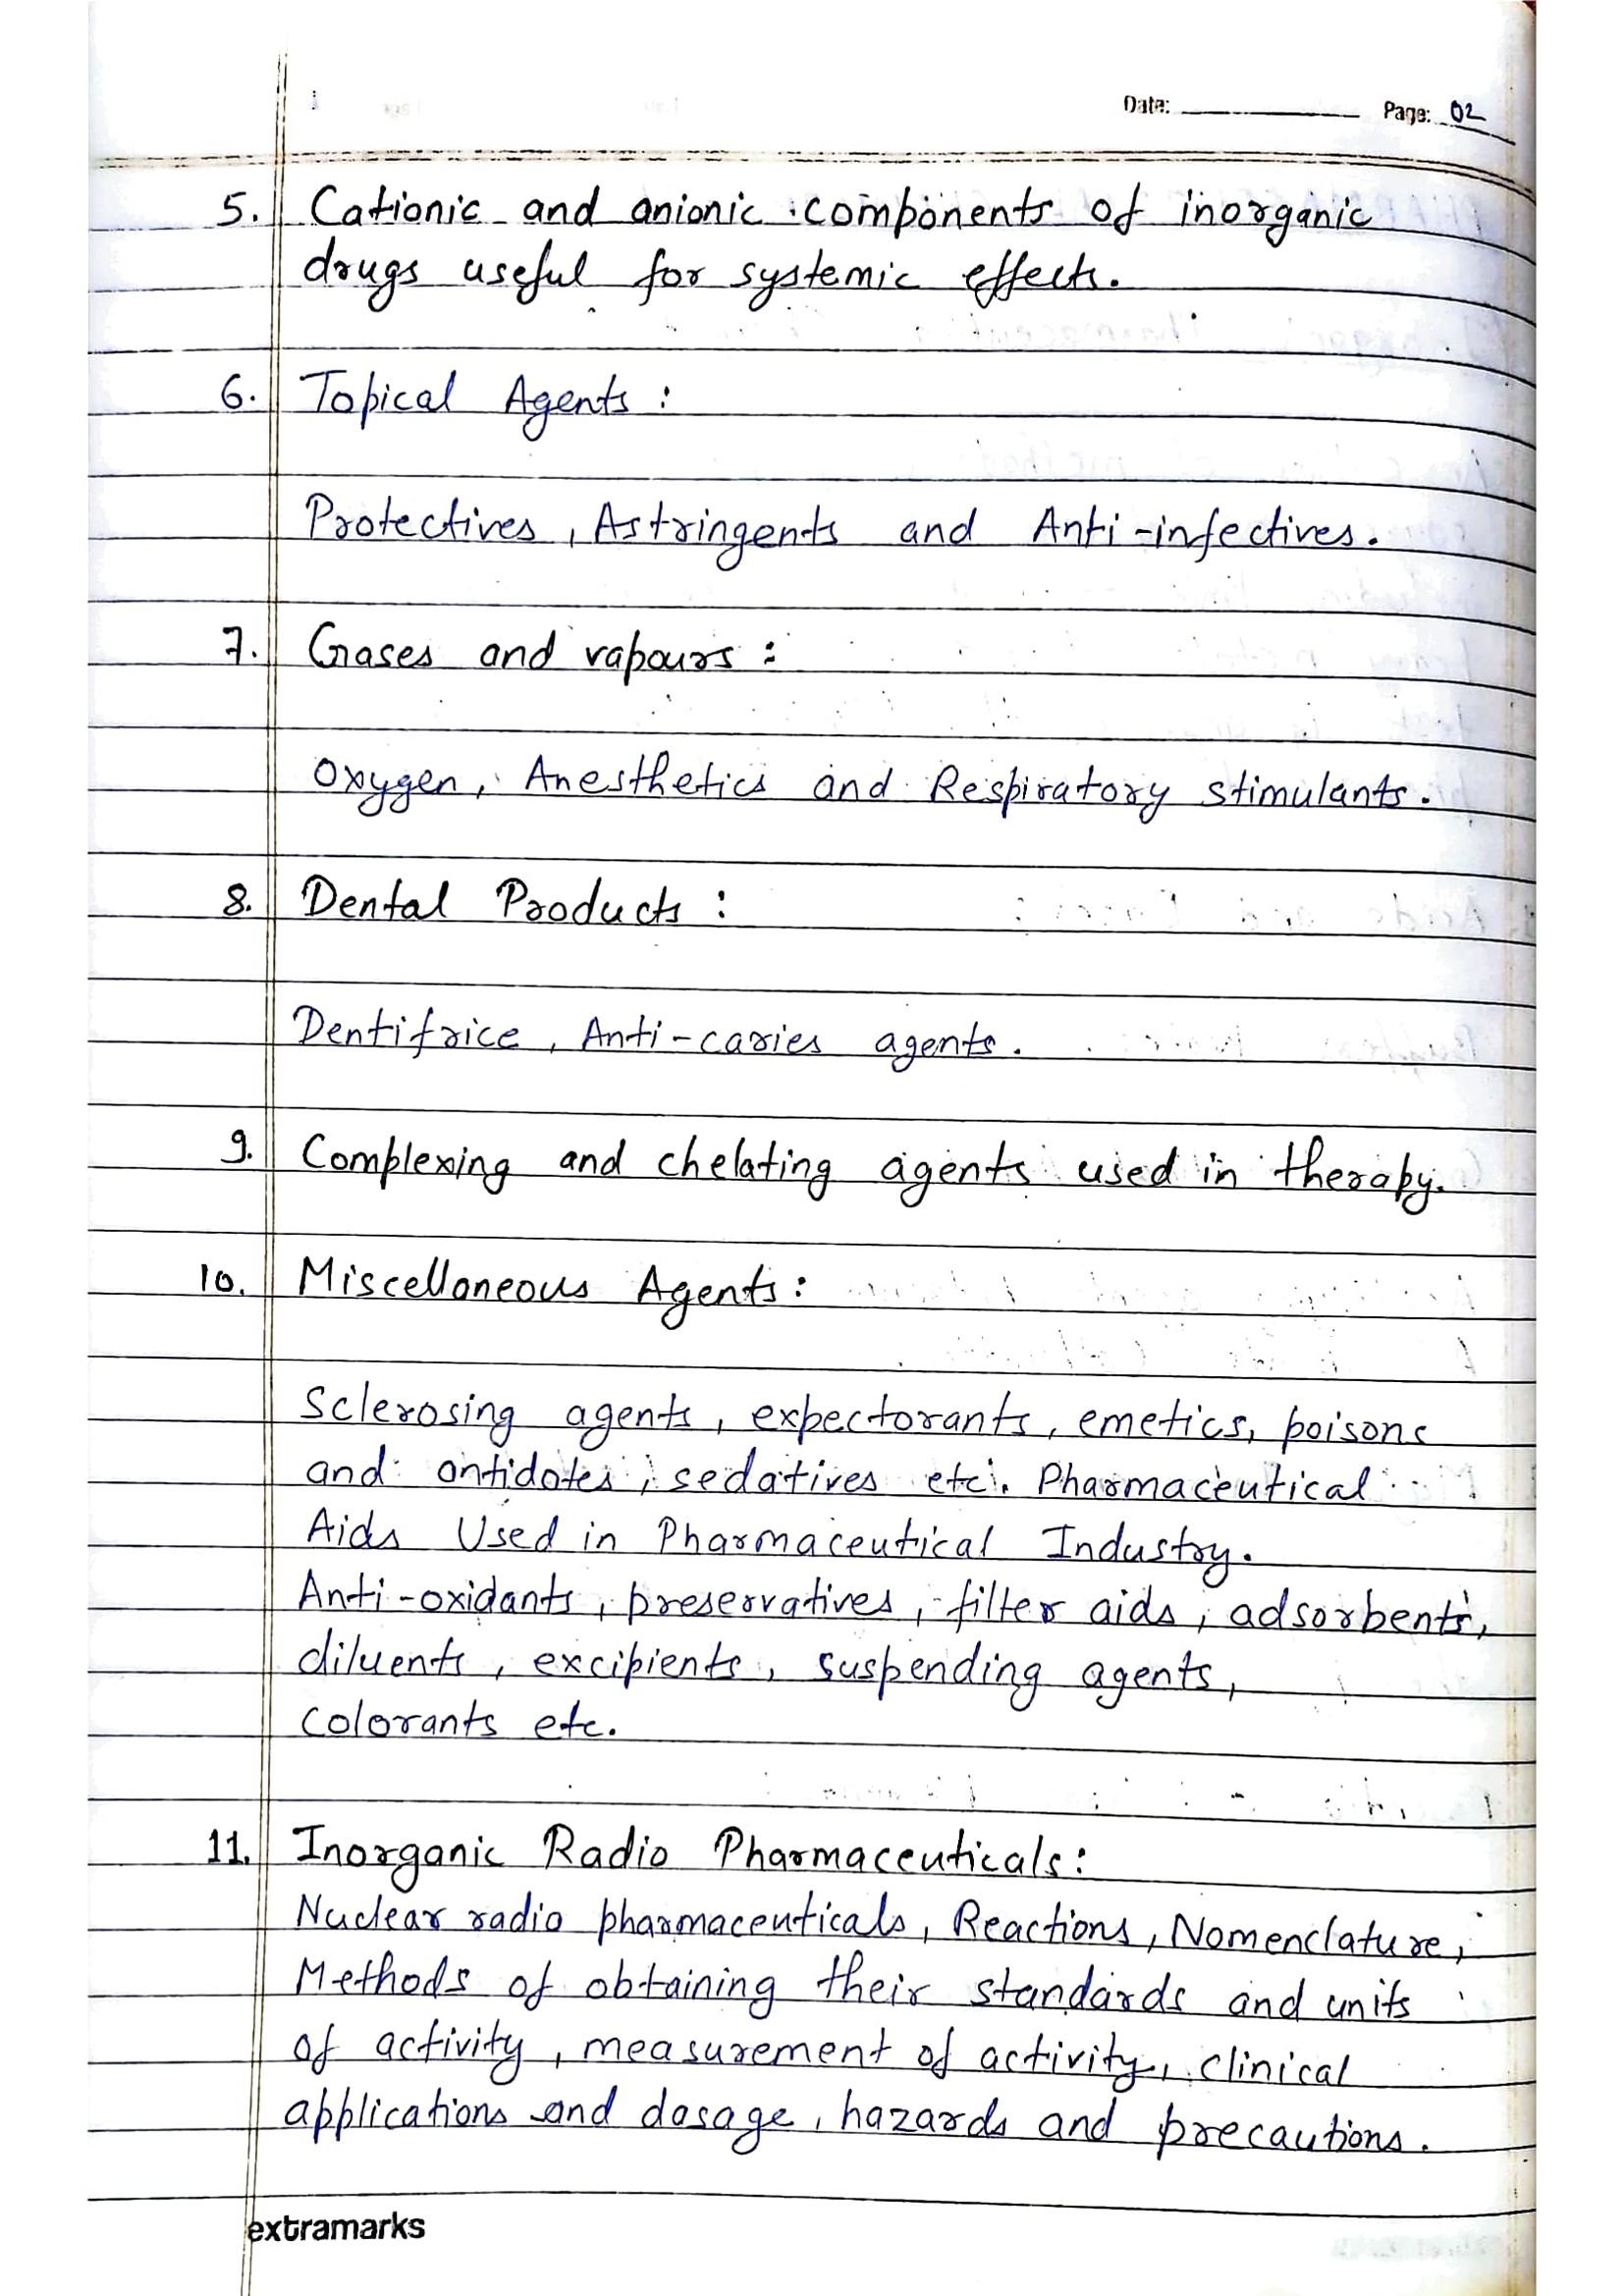 Date: Page: 02
5. Cationic and anionic components of inorganic
drugs useful for systemic effects.
6. Topical Agents :
Protectives, Astringents and Anti-infectives.
7. Gases and vapours :
Oxygen, Anesthetics and Respiratory stimulants.
8. Dental Products :
Dentifrice, Anti-caries agents.
9. Complexing and chelating agents used in therapy.
10. Miscellaneous Agents :
Sclerosing agents, expectorants, emetics, poisons
and antidotes, sedatives etc. Pharmaceutical
Aids Used in Pharmaceutical Industry.
Anti-oxidants, preservatives, filter aids, adsorbents,
diluents, excipients, suspending agents,
colorants etc.
11. Inorganic Radio Pharmaceuticals :
Nuclear radio pharmaceuticals, Reactions, Nomenclature,
Methods of obtaining their standards and units
of activity, measurement of activity, clinical
applications and dosage, hazards and precautions.
extramarks